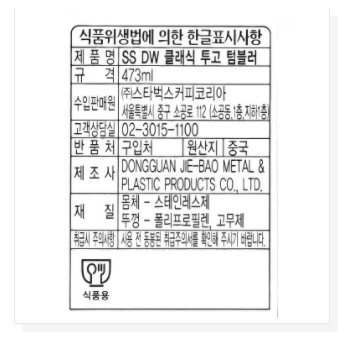 식품위생법에 의한 한글표시사항
제 품 명 SS DW 클래식 투고 텀블러
규 격 473ml
수입판매원 ㈜스타벅스커피코리아
서울특별시 중구 소공로 112 (소공동,1층,지하1층)
고객상담실 02-3015-1100
반 품 처 구입처 원산지 중국
제 조 사 DONGGUAN JIE-BAO METAL &
PLASTIC PRODUCTS CO., LTD.
재 질 몸체 - 스테인레스제
뚜껑 - 폴리프로필렌, 고무제
취급시 주의사항 사용 전 동봉된 취급주의서를 확인해 주시기 바랍니다.
식품용